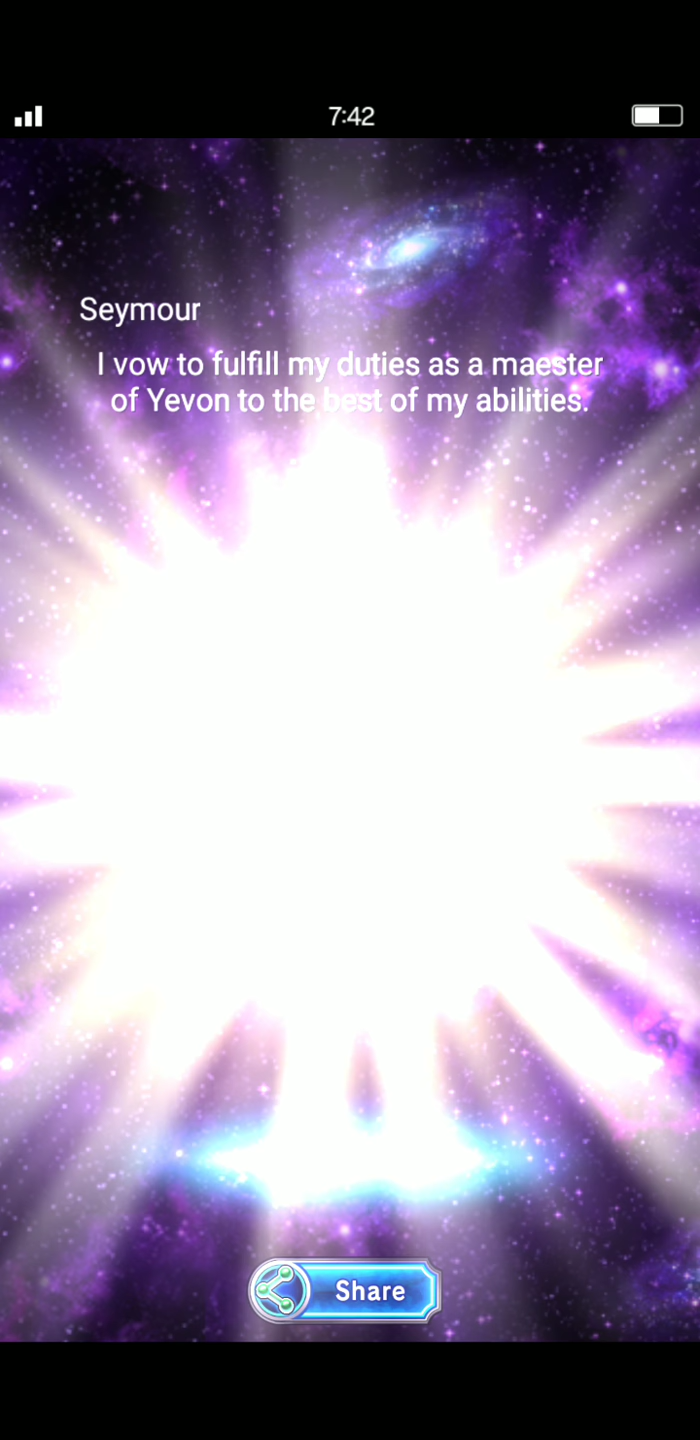 7:42
Seymour
I vow to fulfill my duties as a maester
of Yevon to the best of my abilities.
Share